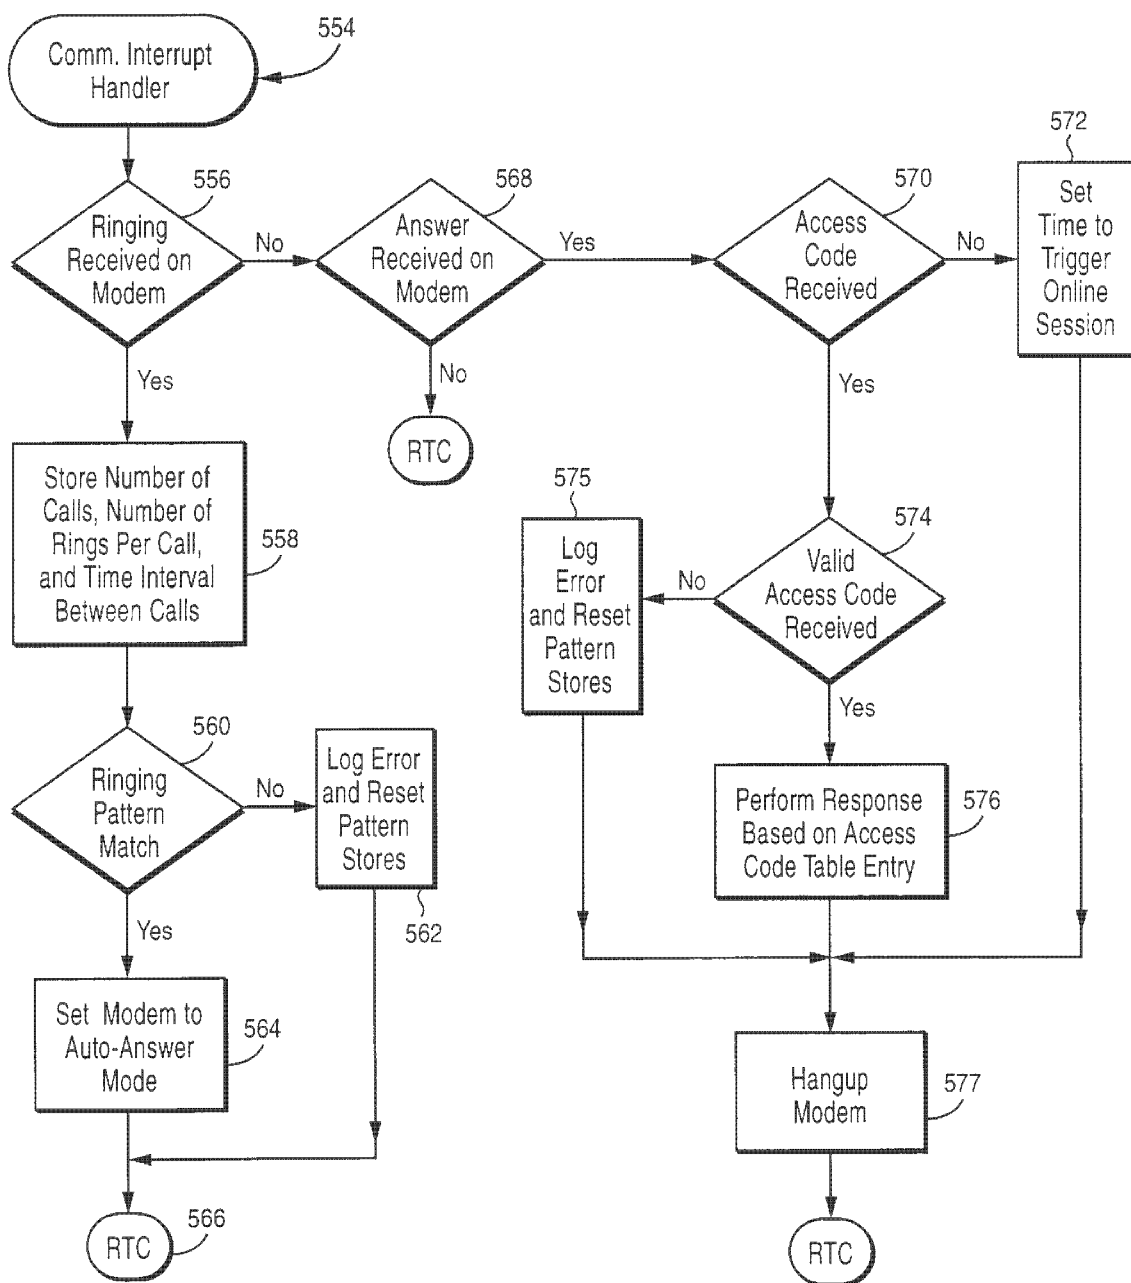 Comm. Interrupt
Handler
554
Ringing
Received on
Modem
556
No
Yes
Answer
Received on
Modem
568
Yes
No
RTC
Access
Code
Received
570
No
Yes
572
Set
Time to
Trigger
Online
Session
Store Number of
Calls, Number of
Rings Per Call,
and Time Interval
Between Calls
558
575
Log
Error
and Reset
Pattern
Stores
Valid
Access Code
Received
574
No
Yes
Ringing
Pattern
Match
560
No
Yes
Log Error
and Reset
Pattern
Stores
562
Perform Response
Based on Access
Code Table Entry
576
Set Modem to
Auto-Answer
Mode
564
Hangup
Modem
577
RTC
566
RTC